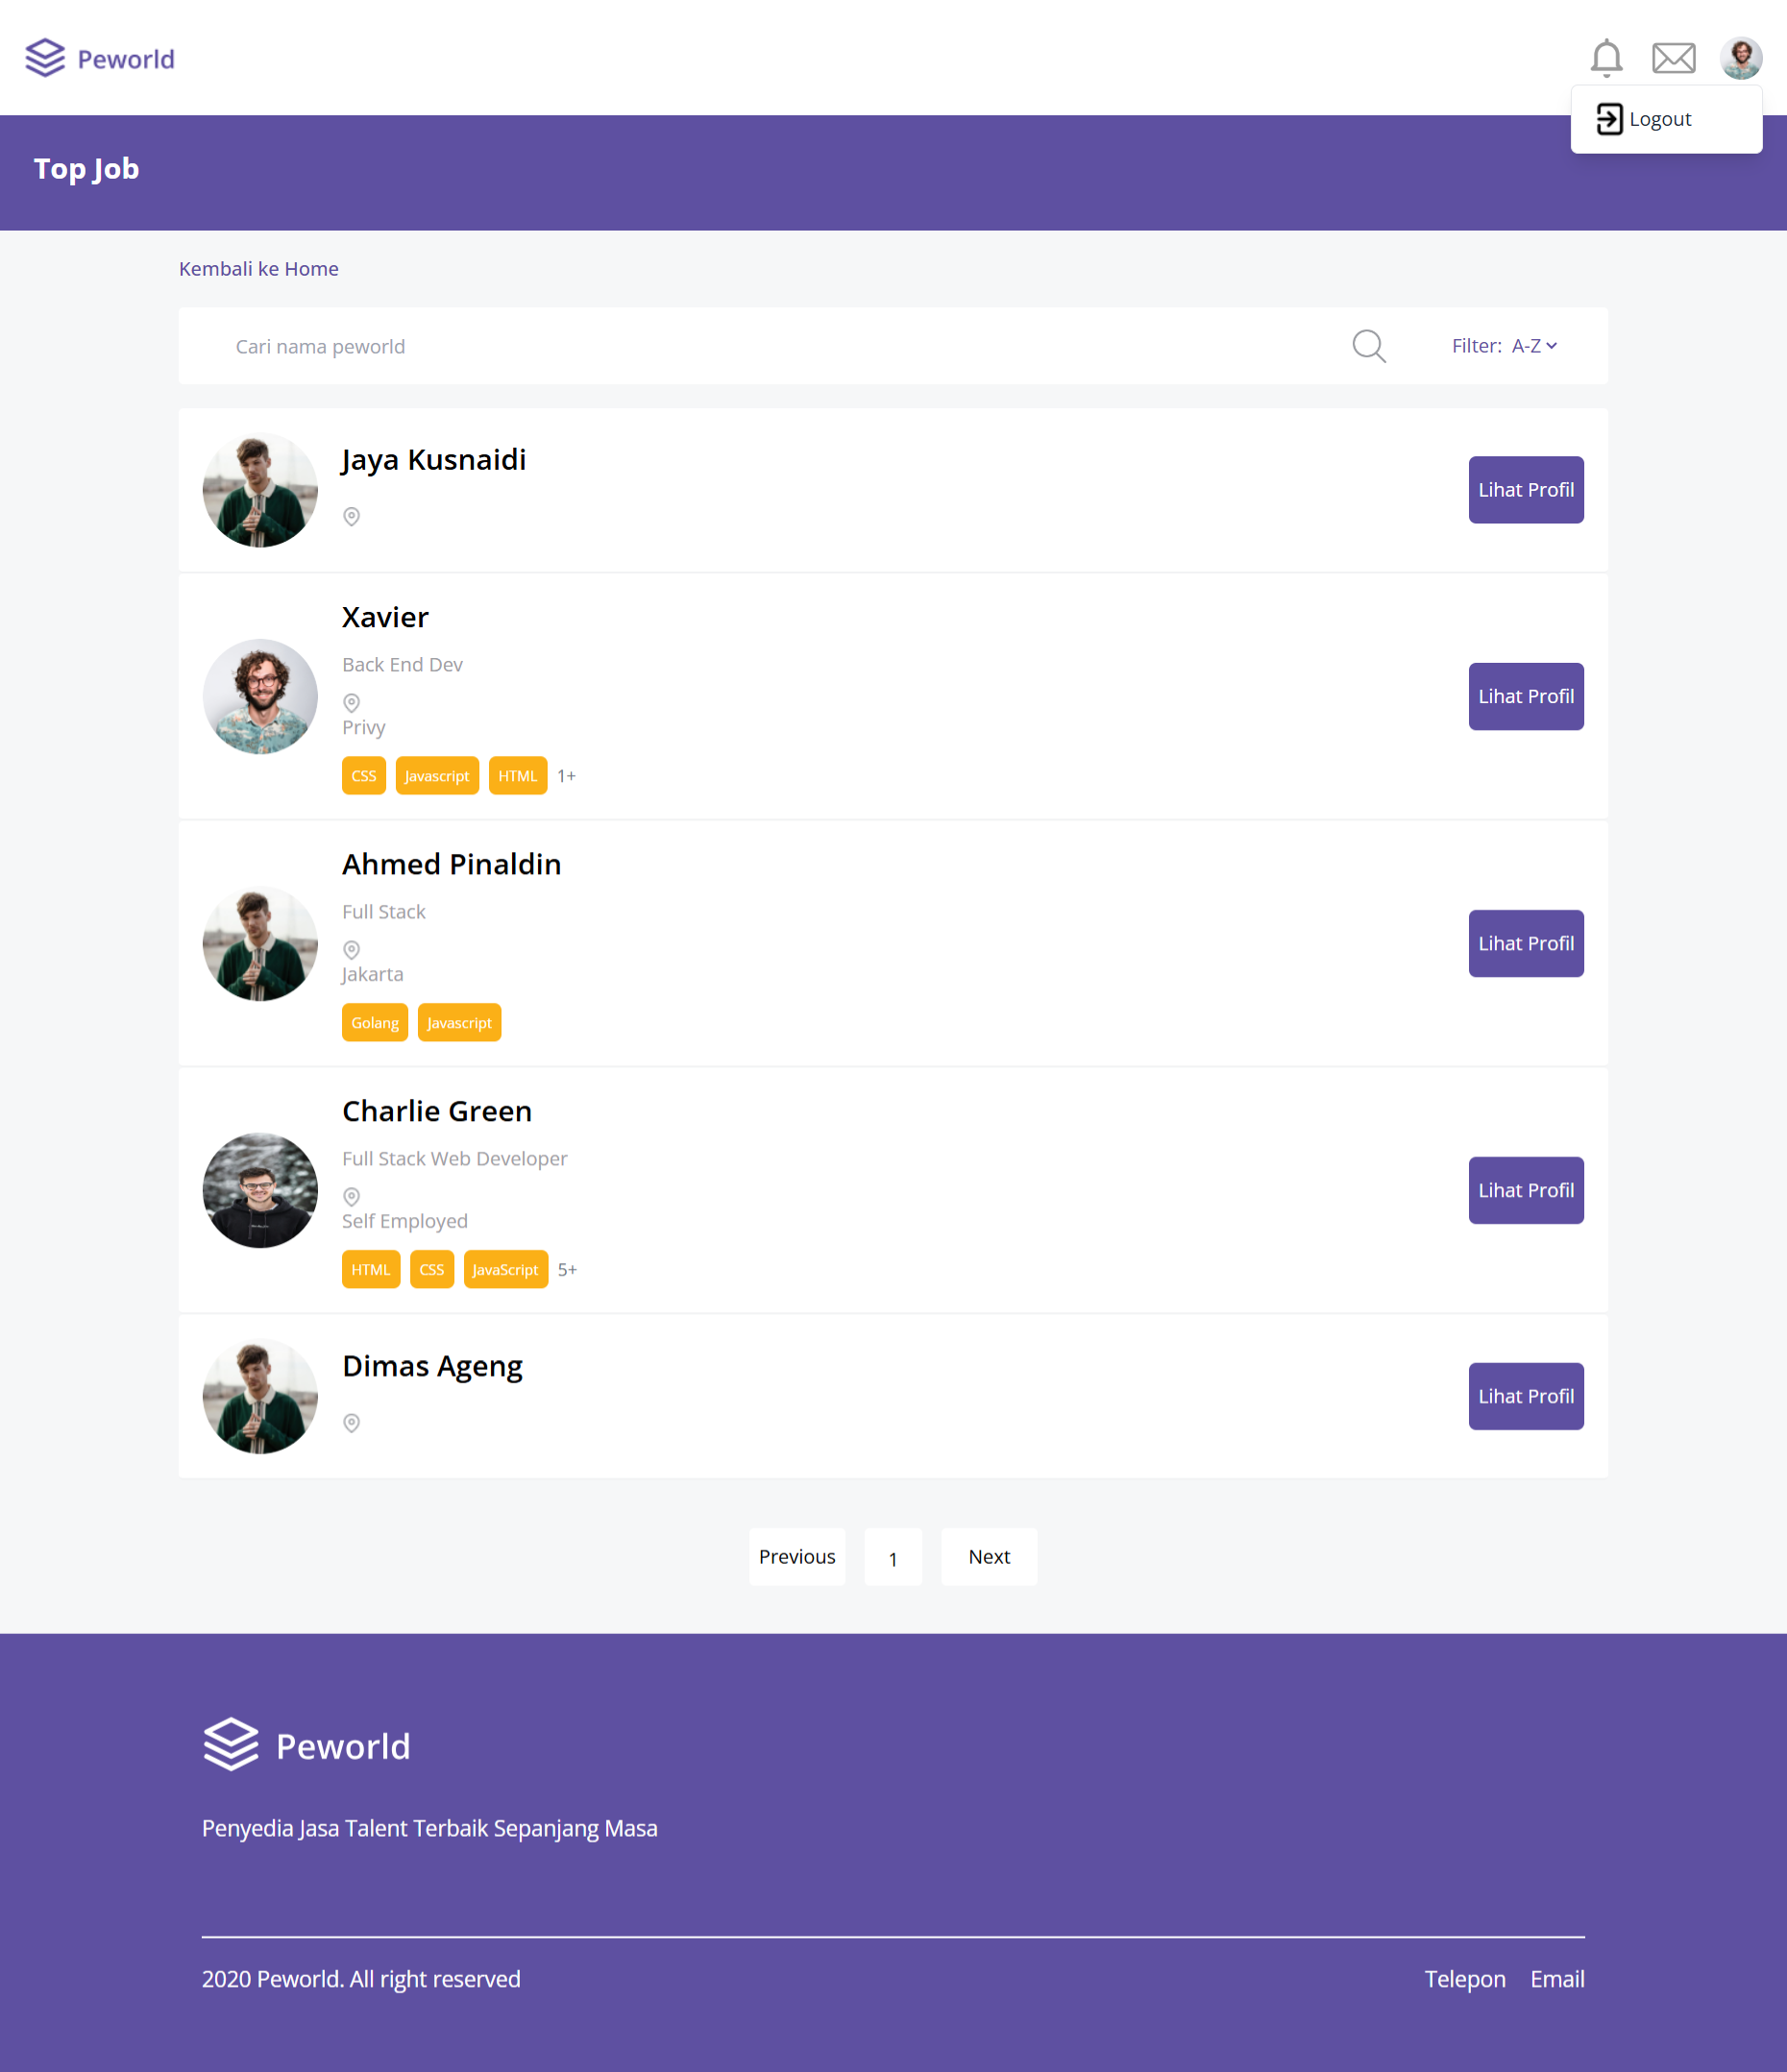 Peworld
Logout
Top Job
Kembali ke Home
Cari nama peworld
Filter: A-Z
Jaya Kusnaidi
Lihat Profil
Xavier
Back End Dev
Privy
CSS Javascript HTML 1+
Lihat Profil
Ahmed Pinaldin
Full Stack
Jakarta
Golang Javascript
Lihat Profil
Charlie Green
Full Stack Web Developer
Self Employed
HTML CSS JavaScript 5+
Lihat Profil
Dimas Ageng
Lihat Profil
Previous 1 Next
Peworld
Penyedia Jasa Talent Terbaik Sepanjang Masa
2020 Peworld. All right reserved
Telepon Email